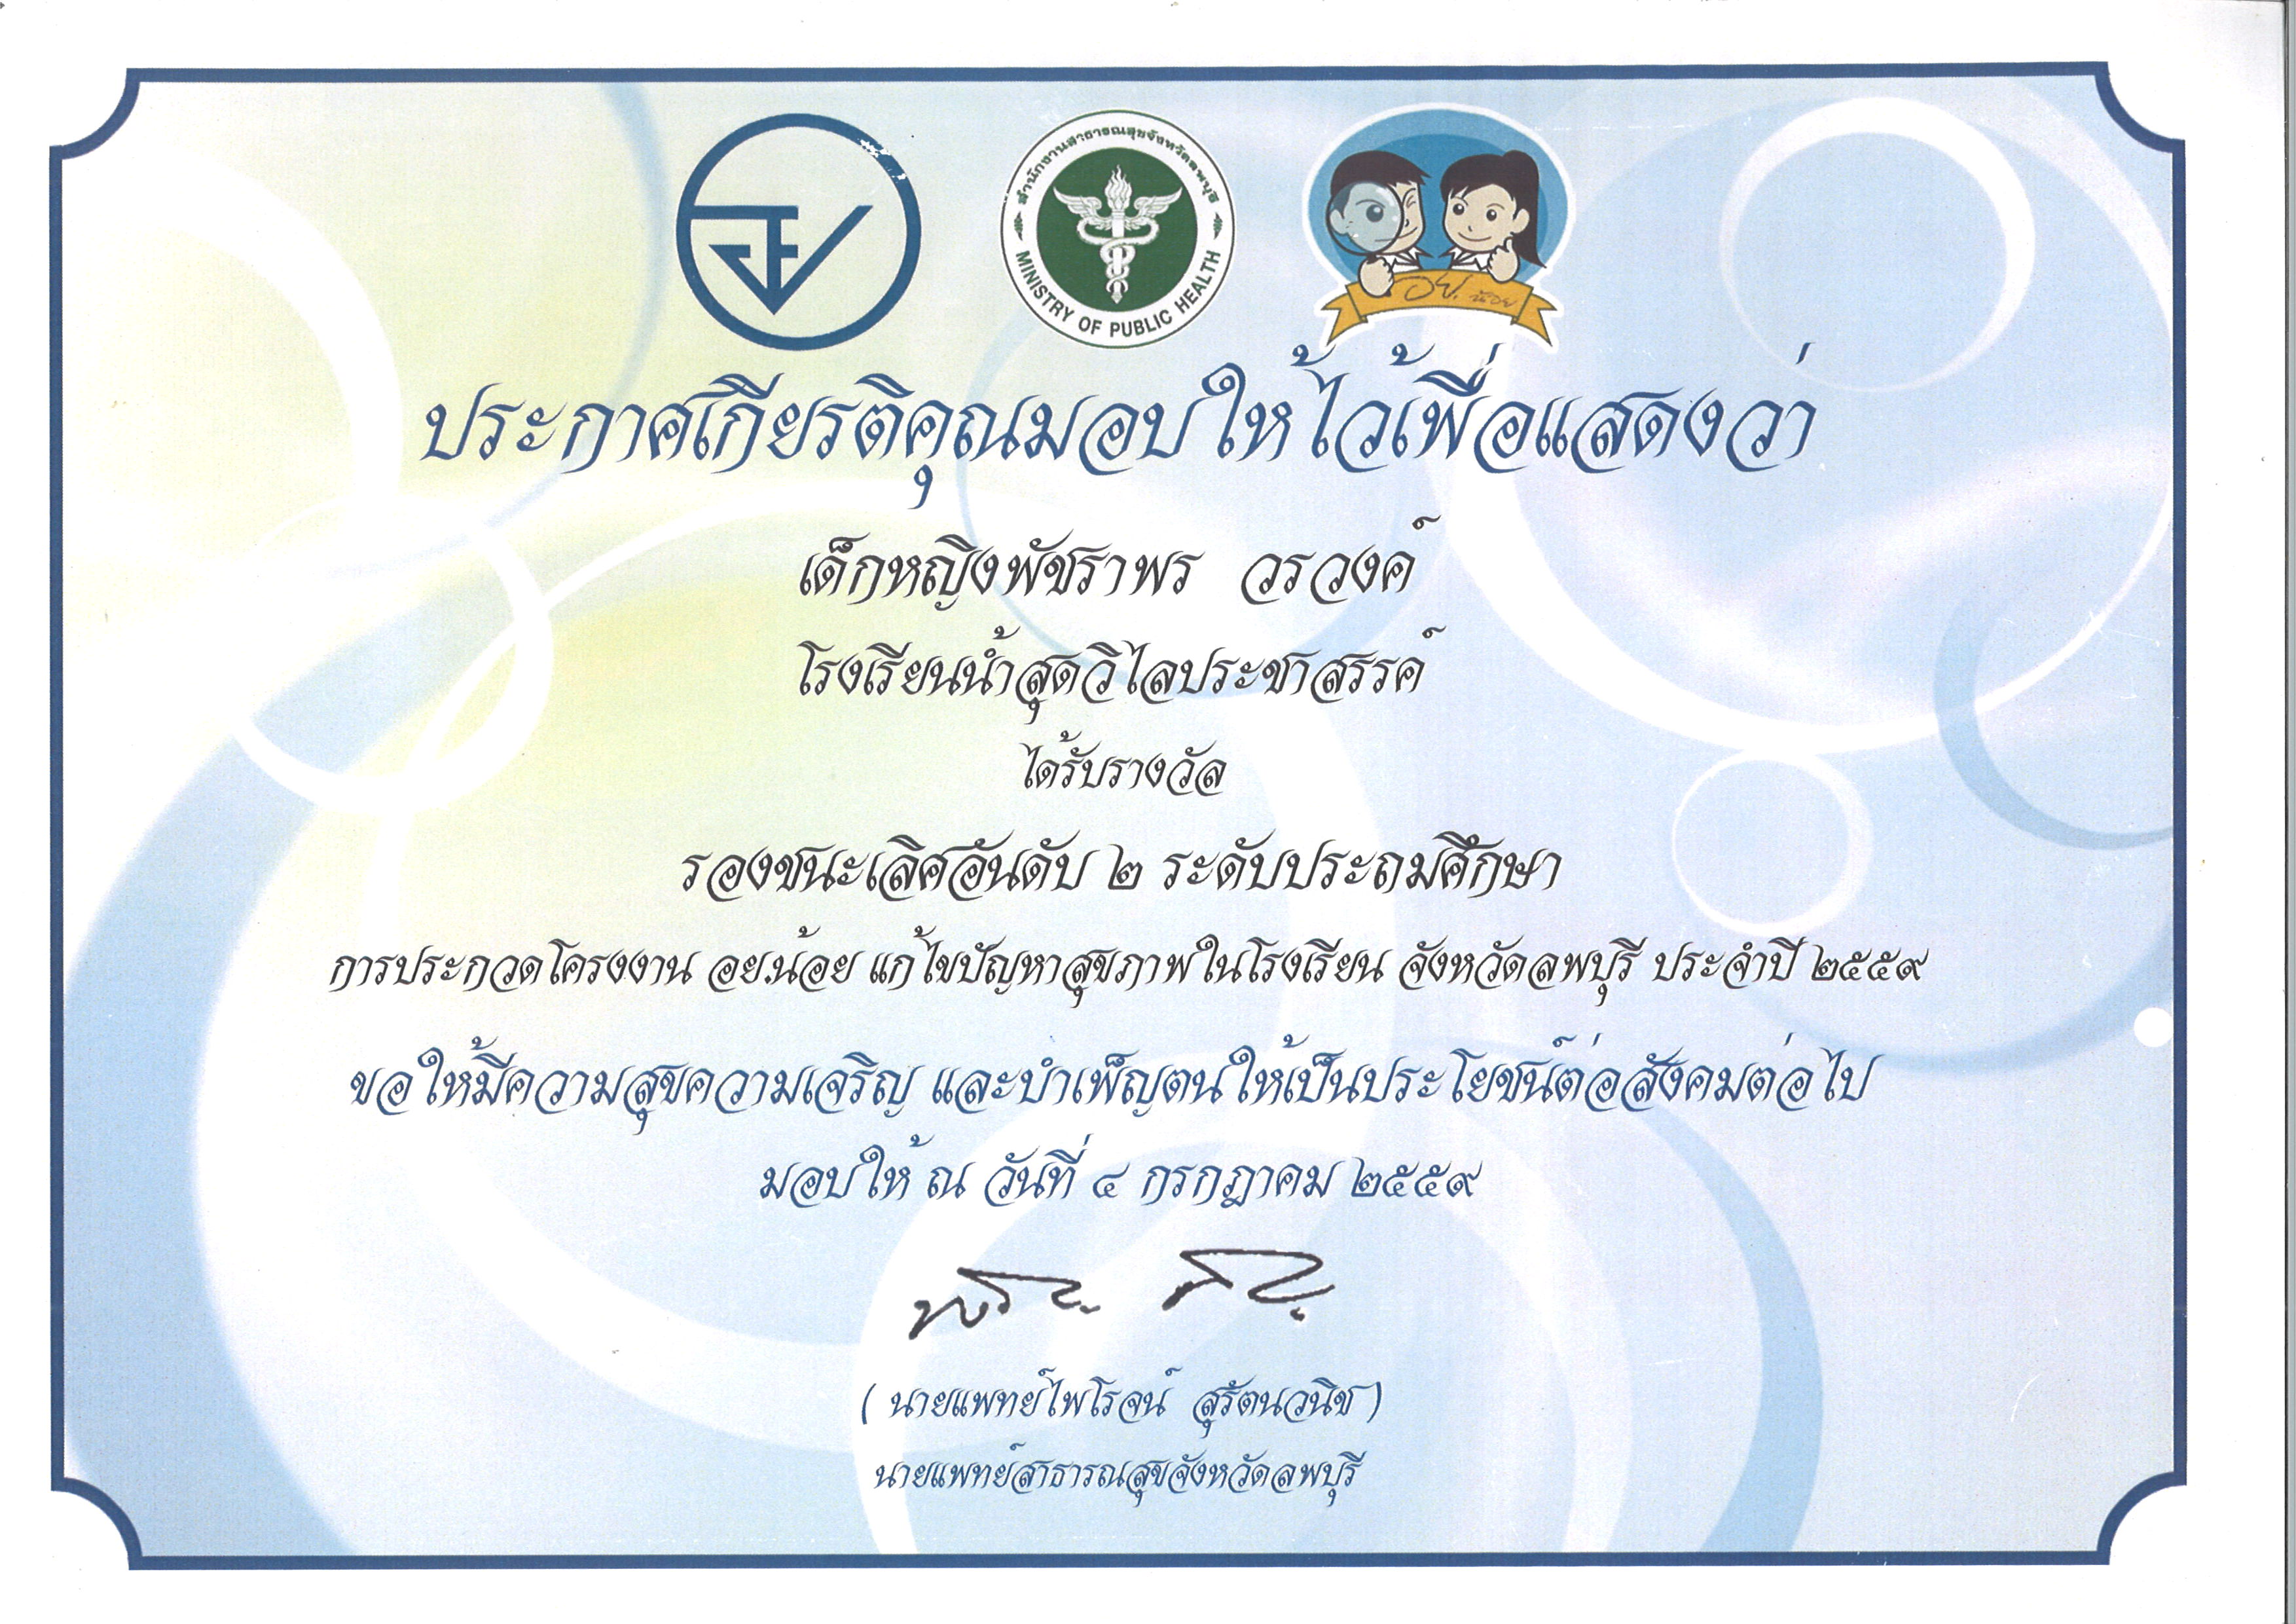 สำนักงานสาธารณสุขจังหวัดลพบุรี
MINISTRY OF PUBLIC HEALTH
อย. น้อย
ประกาศเกียรติคุณมอบให้ไว้เพื่อแสดงว่า
เด็กหญิงพัชราพร วรวงค์
โรงเรียนน้ำสุดวิไลประชาสรรค์
ได้รับรางวัล
รองชนะเลิศอันดับ ๒ ระดับประถมศึกษา
การประกวดโครงงาน อย.น้อย แก้ไขปัญหาสุขภาพในโรงเรียน จังหวัดลพบุรี ประจำปี ๒๕๕๙
ขอให้มีความสุขความเจริญ และบำเพ็ญตนให้เป็นประโยชน์ต่อสังคมต่อไป
มอบให้ ณ วันที่ ๔ กรกฎาคม ๒๕๕๙
( นายแพทย์ไพโรจน์ สุรัตนวนิช )
นายแพทย์สาธารณสุขจังหวัดลพบุรี